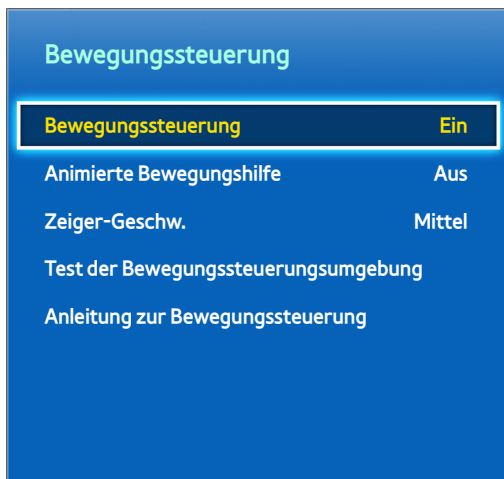 Bewegungssteuerung
Bewegungssteuerung Ein
Animierte Bewegungshilfe Aus
Zeiger-Geschw. Mittel
Test der Bewegungssteuerungsumgebung
Anleitung zur Bewegungssteuerung